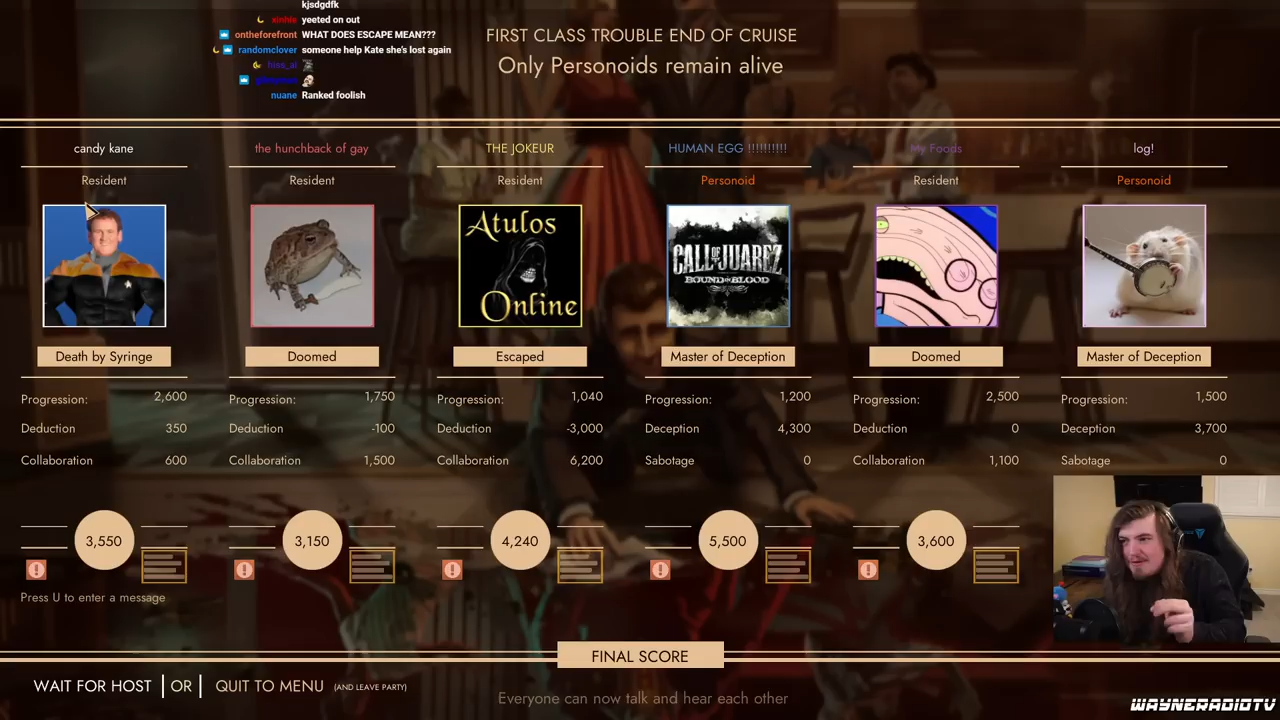 kjsdgdfk
xinhie yeeted on out
ontheforefront WHAT DOES ESCAPE MEAN???
randomclover someone help Kate she's lost again
hiss_al
nuane Ranked foolish
FIRST CLASS TROUBLE END OF CRUISE
Only Personoids remain alive
candy kane
the hunchback of gay
THE JOKEUR
HUMAN EGG !!!!!!!!!!
My Foods
log!
Resident
Resident
Resident
Personoid
Resident
Personoid
Atulos
Online
CALL OF JUAREZ
BOUND IN BLOOD
Death by Syringe
Doomed
Escaped
Master of Deception
Doomed
Master of Deception
Progression: 2,600
Deduction 350
Collaboration 600
Progression: 1,750
Deduction -100
Collaboration 1,500
Progression: 1,040
Deduction -3,000
Collaboration 6,200
Progression: 1,200
Deception 4,300
Sabotage 0
Progression: 2,500
Deduction 0
Collaboration 1,100
Progression: 1,500
Deception 3,700
Sabotage 0
3,550
3,150
4,240
5,500
3,600
Press U to enter a message
FINAL SCORE
WAIT FOR HOST | OR | QUIT TO MENU (AND LEAVE PARTY)
Everyone can now talk and hear each other
WAYNERADIOTV